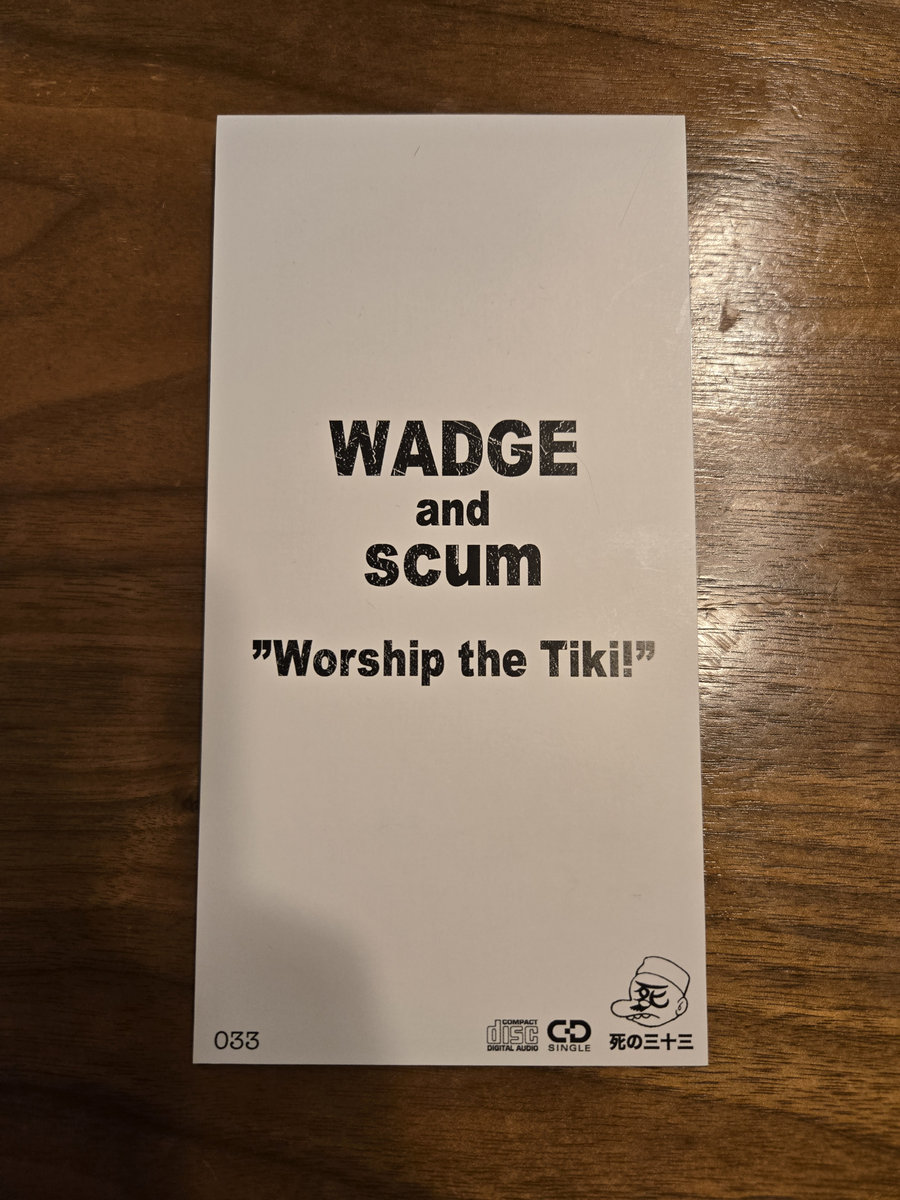 WADGE
and
scum
”Worship the Tiki!”
033
COMPACT
disc
DIGITAL AUDIO
CD
SINGLE
死
死の三十三